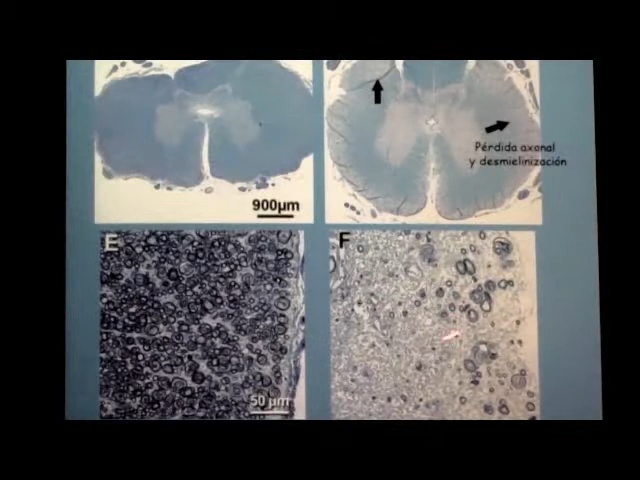 Pérdida axonal
y desmielinización
900µm
E
F
50 µm